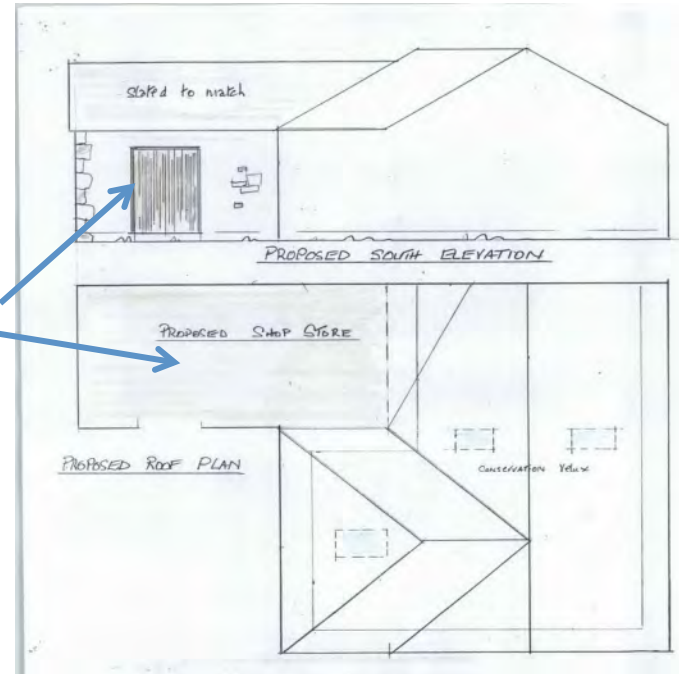 Slated to match
PROPOSED SOUTH ELEVATION
PROPOSED SHOP STORE
PROPOSED ROOF PLAN
Conservation Velux